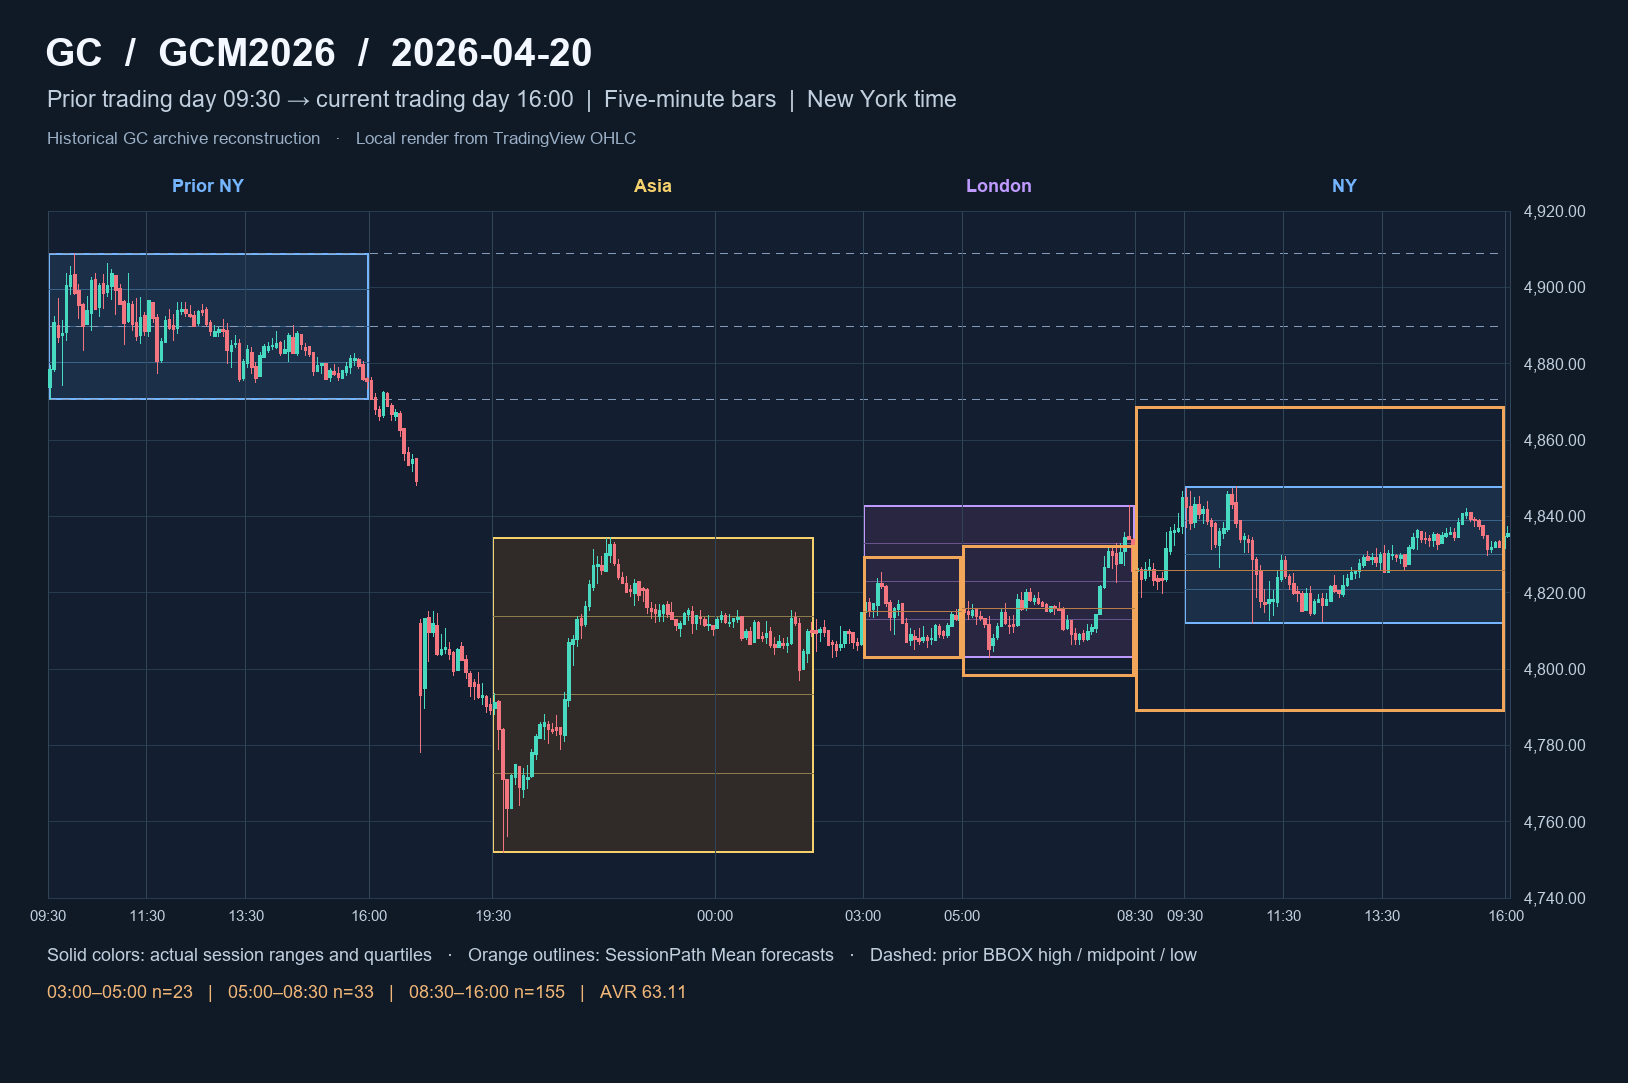 GC / GCM2026 / 2026-04-20
Prior trading day 09:30 → current trading day 16:00 | Five-minute bars | New York time
Historical GC archive reconstruction · Local render from TradingView OHLC
Prior NY Asia London NY
4,920.00
4,900.00
4,880.00
4,860.00
4,840.00
4,820.00
4,800.00
4,780.00
4,760.00
4,740.00
09:30 11:30 13:30 16:00 19:30 00:00 03:00 05:00 08:30 09:30 11:30 13:30 16:00
Solid colors: actual session ranges and quartiles · Orange outlines: SessionPath Mean forecasts · Dashed: prior BBOX high / midpoint / low
03:00–05:00 n=23 | 05:00–08:30 n=33 | 08:30–16:00 n=155 | AVR 63.11